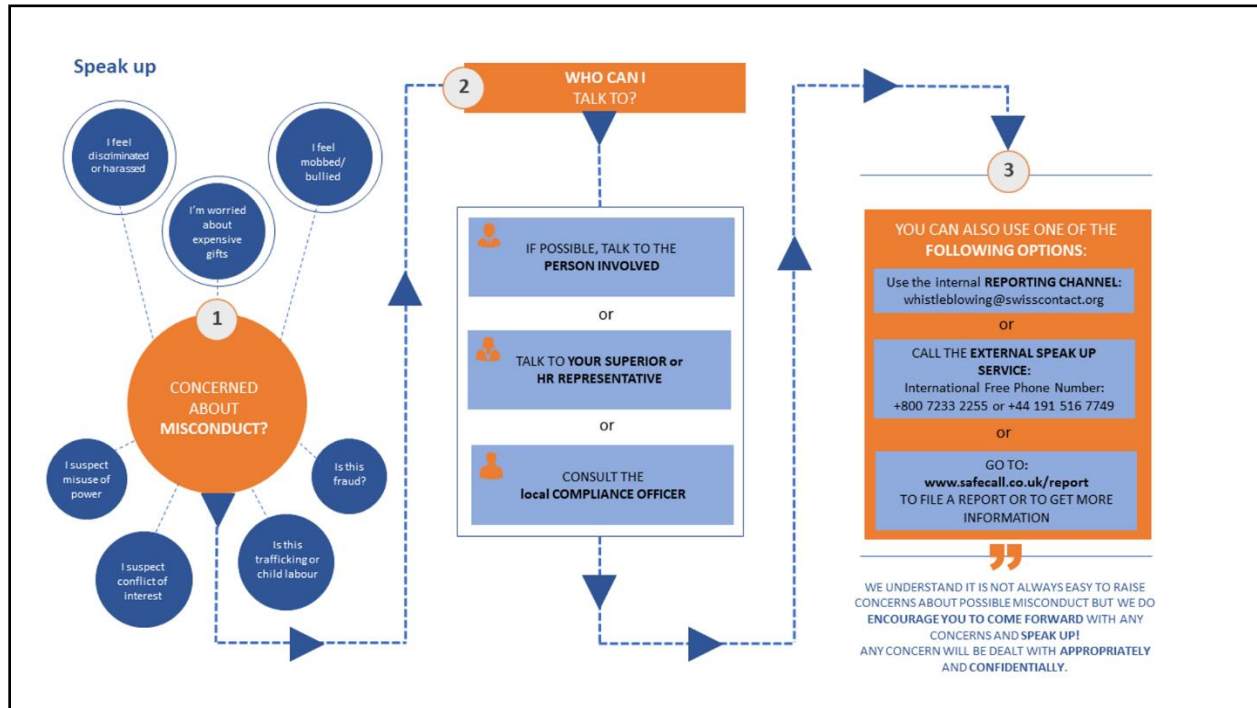 Speak up
I feel
discriminated
or harassed
I feel
mobbed/
bullied
I'm worried
about
expensive
gifts
1
CONCERNED
ABOUT
MISCONDUCT?
I suspect
misuse of
power
Is this
fraud?
I suspect
conflict of
interest
Is this
trafficking or
child labour
2
WHO CAN I
TALK TO?
IF POSSIBLE, TALK TO THE
PERSON INVOLVED
or
TALK TO YOUR SUPERIOR or
HR REPRESENTATIVE
or
CONSULT THE
local COMPLIANCE OFFICER
3
YOU CAN ALSO USE ONE OF THE
FOLLOWING OPTIONS:
Use the internal REPORTING CHANNEL:
whistleblowing@swisscontact.org
or
CALL THE EXTERNAL SPEAK UP
SERVICE:
International Free Phone Number:
+800 7233 2255 or +44 191 516 7749
or
GO TO:
www.safecall.co.uk/report
TO FILE A REPORT OR TO GET MORE
INFORMATION
WE UNDERSTAND IT IS NOT ALWAYS EASY TO RAISE
CONCERNS ABOUT POSSIBLE MISCONDUCT BUT WE DO
ENCOURAGE YOU TO COME FORWARD WITH ANY
CONCERNS AND SPEAK UP!
ANY CONCERN WILL BE DEALT WITH APPROPRIATELY
AND CONFIDENTIALLY.